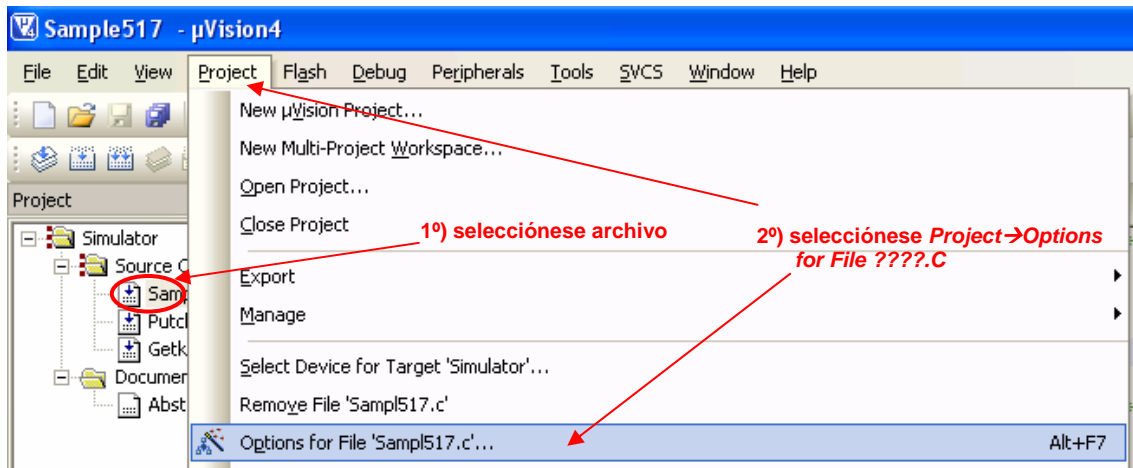 Sample517 - µVision4
File Edit View Project Flash Debug Peripherals Tools SVCS Window Help
New µVision Project...
New Multi-Project Workspace...
Open Project...
Close Project
Project
1º) selecciónese archivo
2º) selecciónese Project→Options
for File ????.C
Simulator
Source C
Export
Samp
Manage
Putch
Getk
Select Device for Target 'Simulator'...
Documen
Remove File 'Sampl517.c'
Abst
Options for File 'Sampl517.c'... Alt+F7